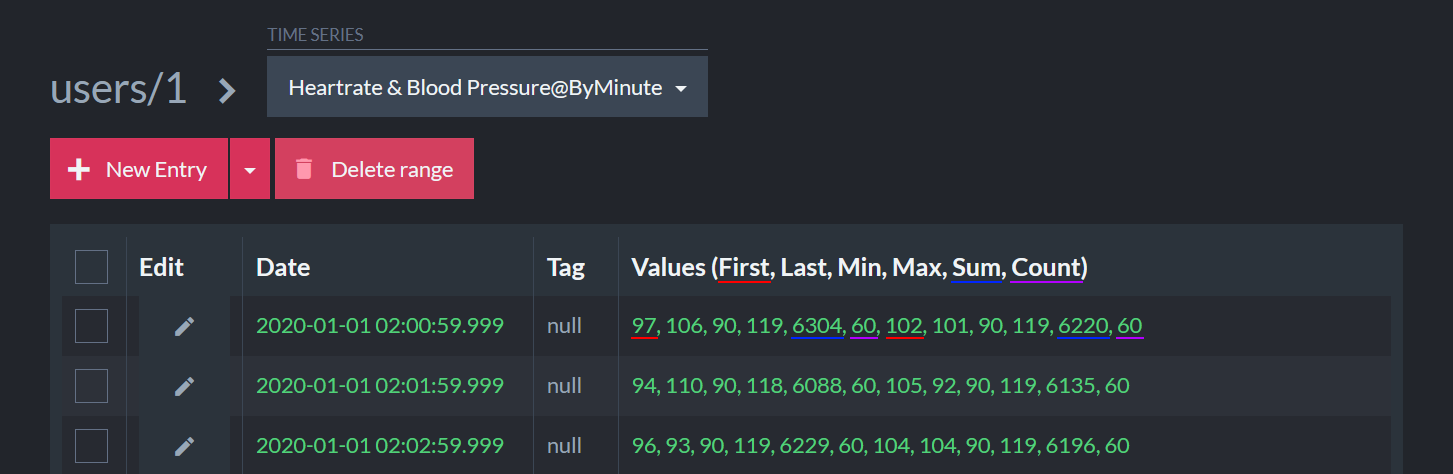 TIME SERIES
users/1 Heartrate & Blood Pressure@ByMinute
New Entry Delete range
Edit Date Tag Values (First, Last, Min, Max, Sum, Count)
2020-01-01 02:00:59.999 null 97, 106, 90, 119, 6304, 60, 102, 101, 90, 119, 6220, 60
2020-01-01 02:01:59.999 null 94, 110, 90, 118, 6088, 60, 105, 92, 90, 119, 6135, 60
2020-01-01 02:02:59.999 null 96, 93, 90, 119, 6229, 60, 104, 104, 90, 119, 6196, 60